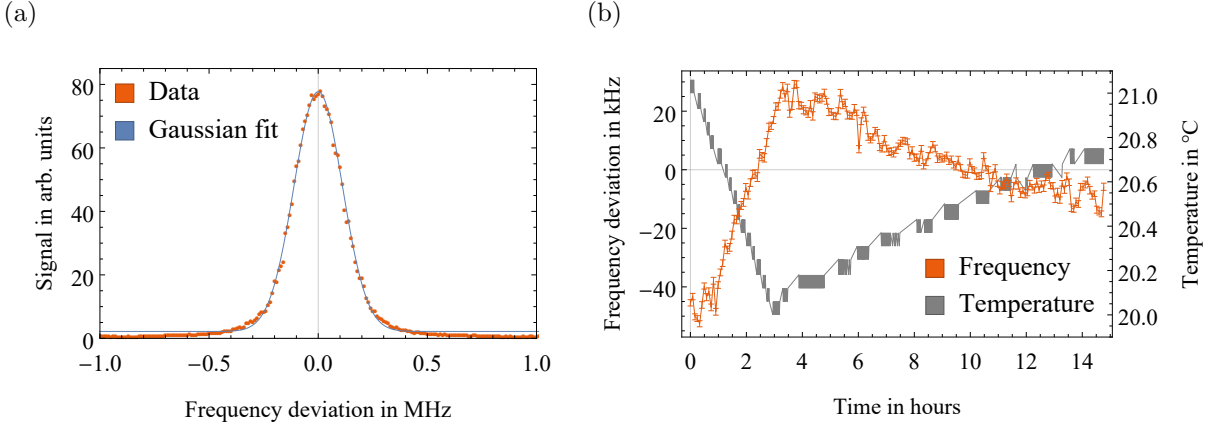 (a)
Signal in arb. units
80
60
40
20
0
Data
Gaussian fit
−1.0 −0.5 0.0 0.5 1.0
Frequency deviation in MHz
(b)
Frequency deviation in kHz
20
0
−20
−40
Frequency
Temperature
21.0
20.8
20.6
20.4
20.2
20.0
Temperature in °C
0 2 4 6 8 10 12 14
Time in hours